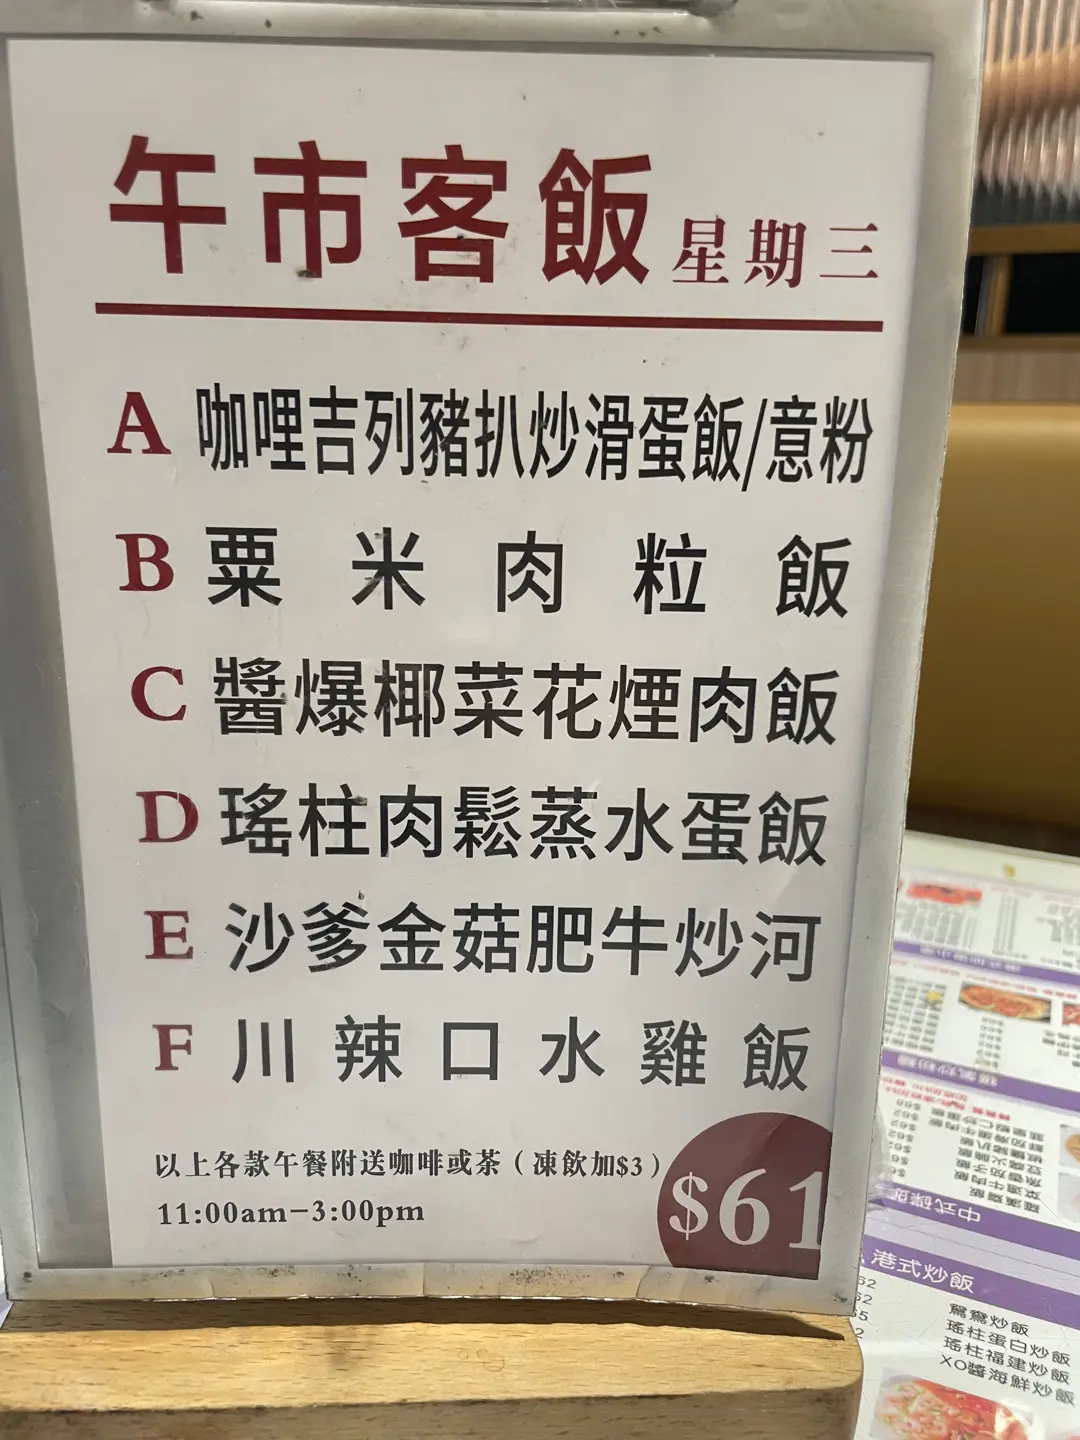 午市客飯 星期三
A 咖哩吉列豬扒炒滑蛋飯/意粉
B 粟米肉粒飯
C 醬爆椰菜花煙肉飯
D 瑤柱肉鬆蒸水蛋飯
E 沙爹金菇肥牛炒河
F 川辣口水雞飯
以上各款午餐附送咖啡或茶（凍飲加$3）
11:00am-3:00pm
$61
中式碟頭
港式炒飯
鴛鴦炒飯
瑤柱蛋白炒飯
瑤柱福建炒飯
XO醬海鮮炒飯